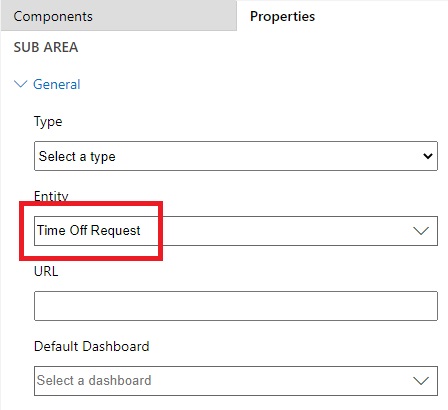 Components
Properties
SUB AREA
General
Type
Select a type
Entity
Time Off Request
URL
Default Dashboard
Select a dashboard